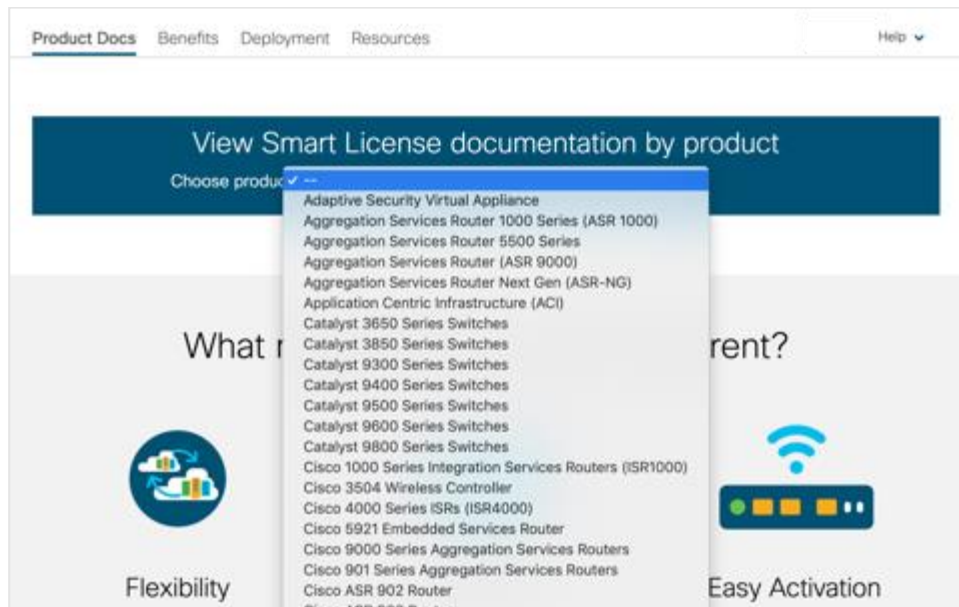 Product Docs Benefits Deployment Resources Help
View Smart License documentation by product
Choose
✓ --
Adaptive Security Virtual Appliance
Aggregation Services Router 1000 Series (ASR 1000)
Aggregation Services Router 5500 Series
Aggregation Services Router (ASR 9000)
Aggregation Services Router Next Gen (ASR-NG)
Application Centric Infrastructure (ACI)
Catalyst 3650 Series Switches
What rent?
Catalyst 3850 Series Switches
Catalyst 9300 Series Switches
Catalyst 9400 Series Switches
Catalyst 9500 Series Switches
Catalyst 9600 Series Switches
Catalyst 9800 Series Switches
Cisco 1000 Series Integration Services Routers (ISR1000)
Cisco 3504 Wireless Controller
Cisco 4000 Series ISRs (ISR4000)
Cisco 5921 Embedded Services Router
Cisco 9000 Series Aggregation Services Routers
Cisco 901 Series Aggregation Services Routers
Cisco ASR 902 Router
Flexibility
Easy Activation